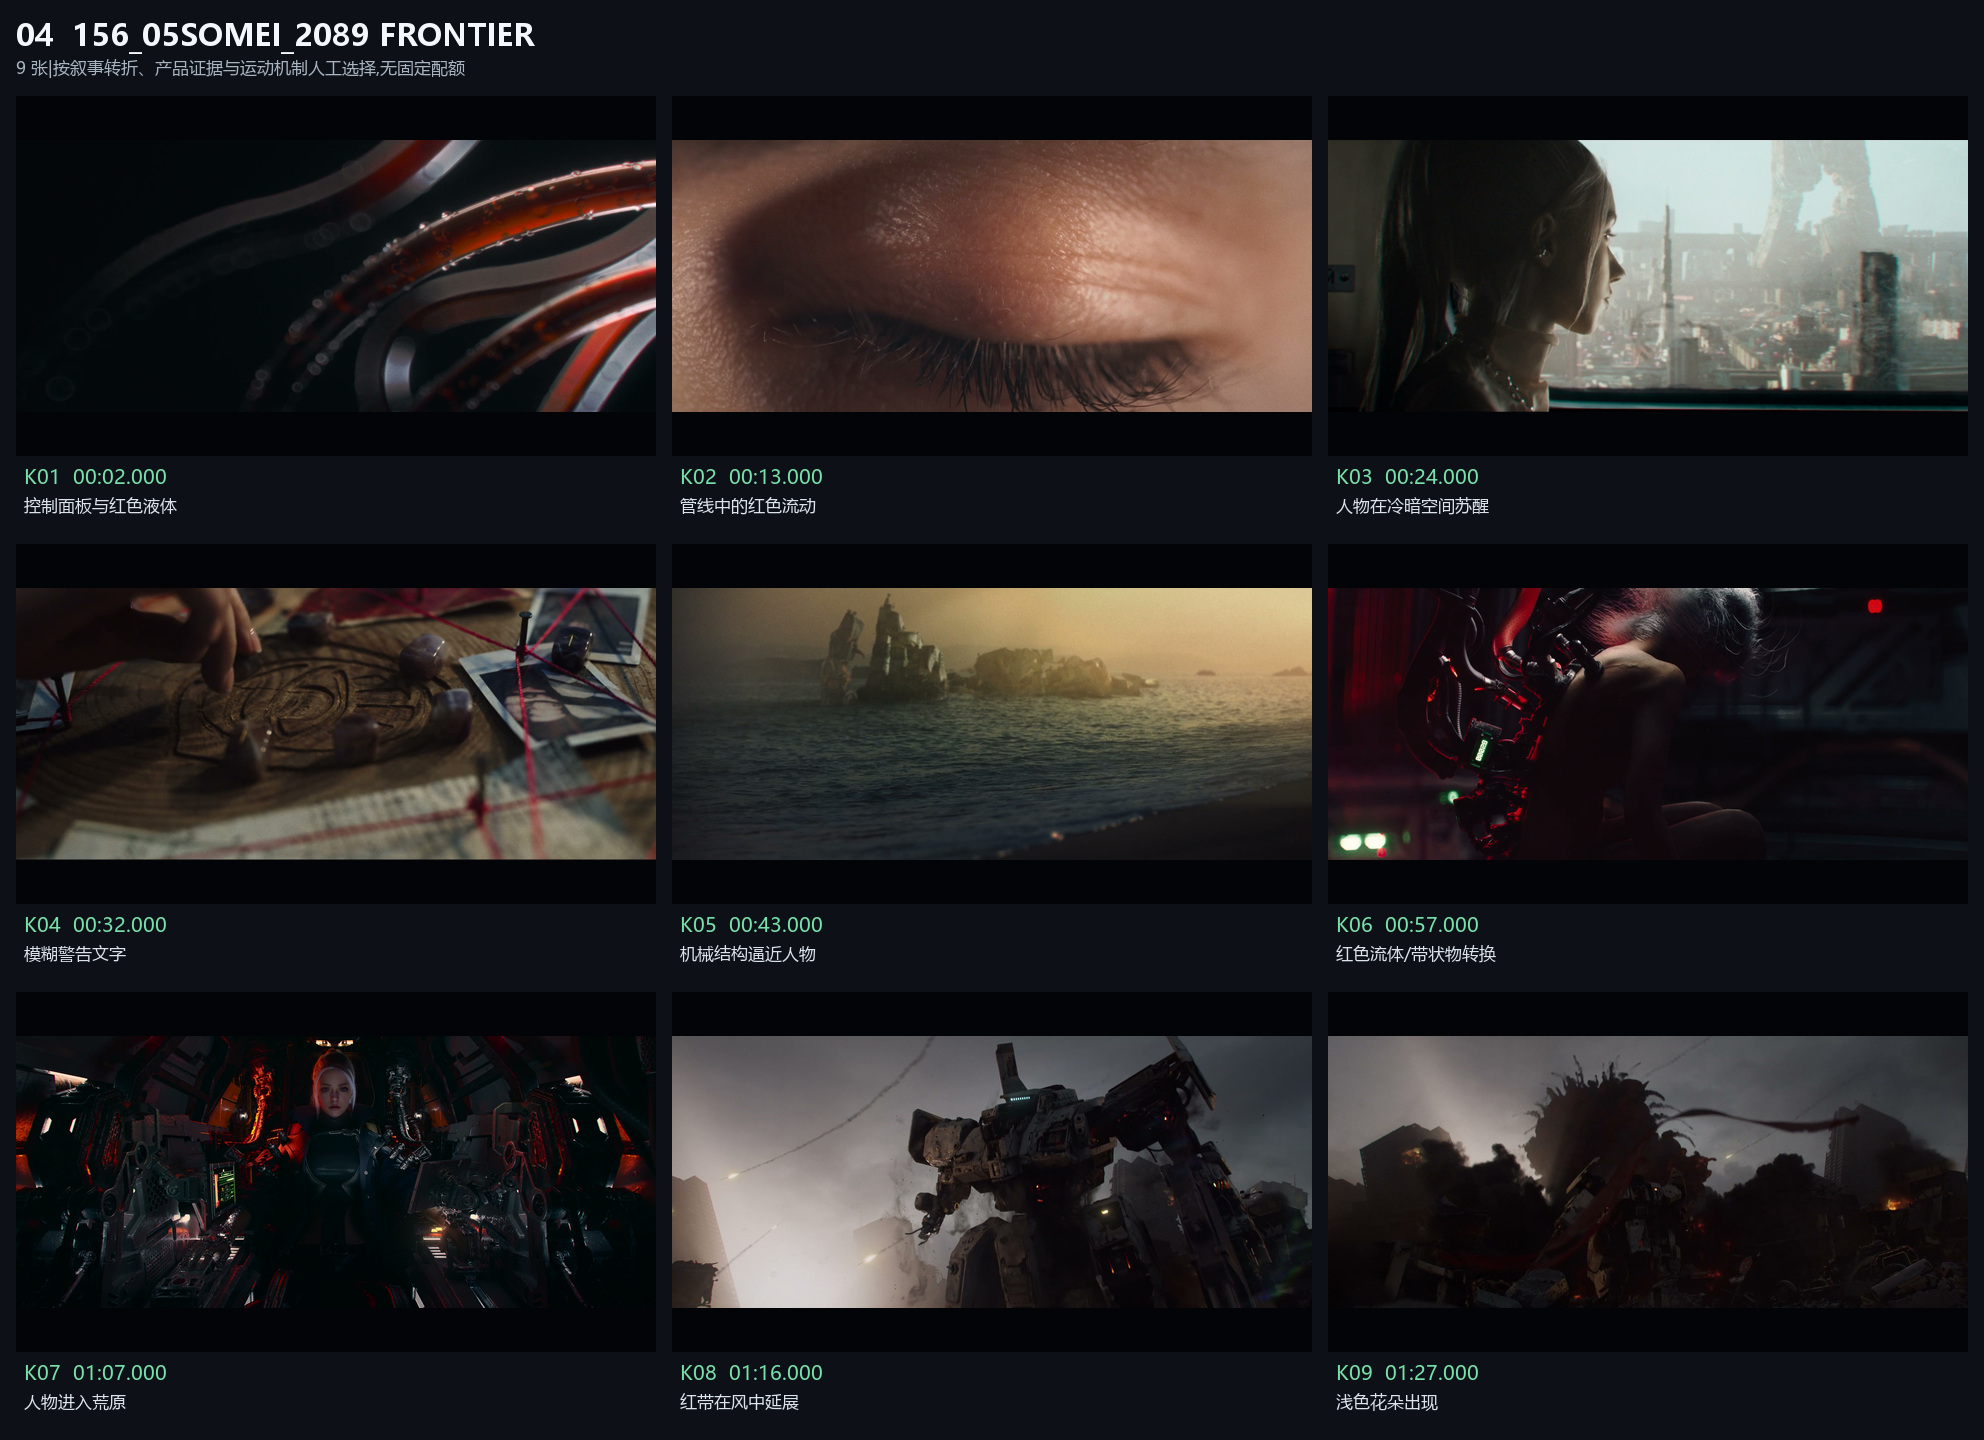 04 156_05SOMEI_2089 FRONTIER
9 张|按叙事转折、产品证据与运动机制人工选择,无固定配额
K01 00:02.000
控制面板与红色液体
K02 00:13.000
管线中的红色流动
K03 00:24.000
人物在冷暗空间苏醒
K04 00:32.000
模糊警告文字
K05 00:43.000
机械结构逼近人物
K06 00:57.000
红色流体/带状物转换
K07 01:07.000
人物进入荒原
K08 01:16.000
红带在风中延展
K09 01:27.000
浅色花朵出现